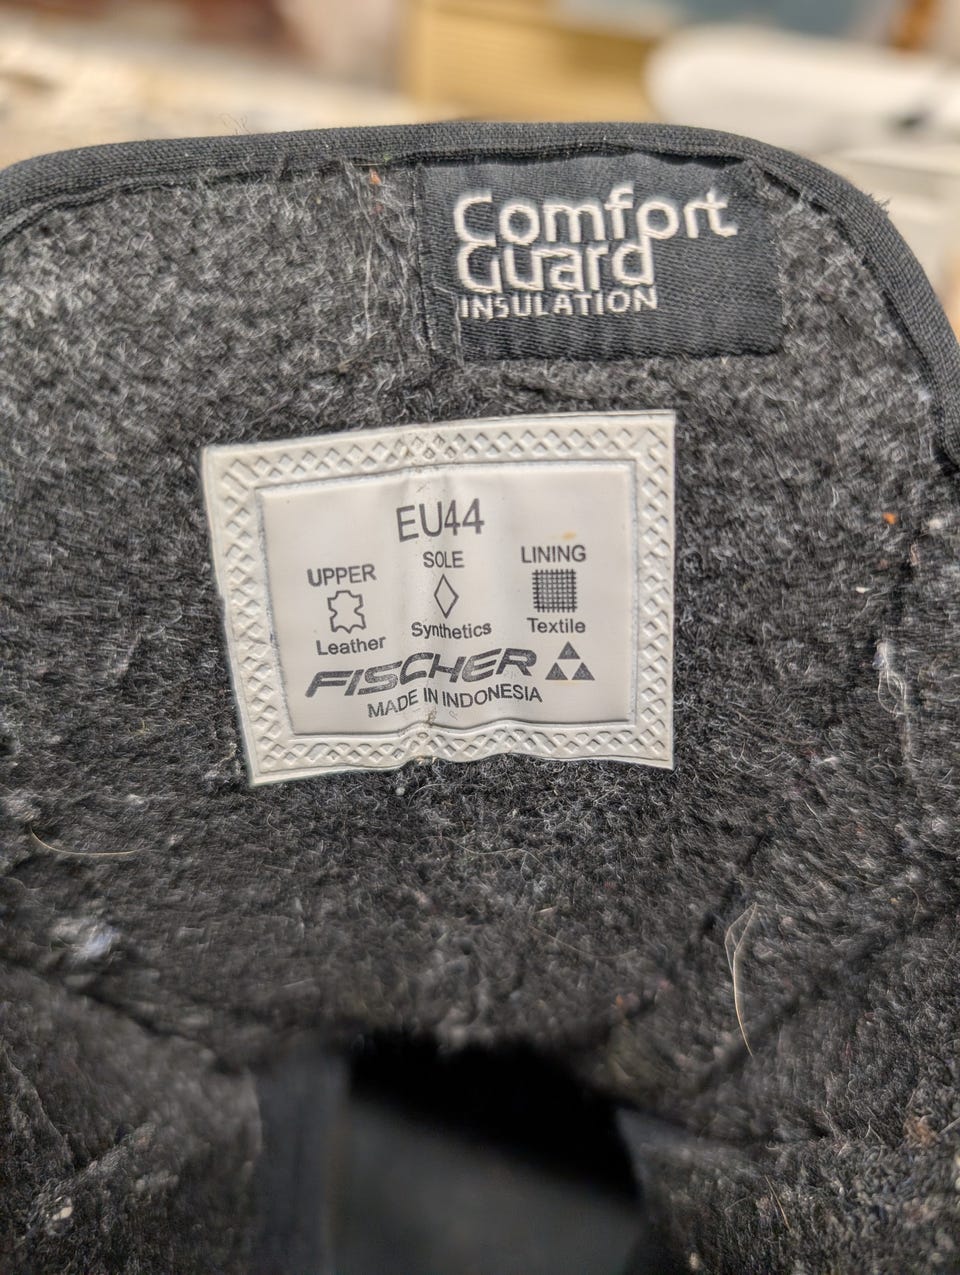 Comfort
Guard
INSULATION
EU44
UPPER
SOLE
LINING
Leather
Synthetics
Textile
FISCHER
MADE IN INDONESIA